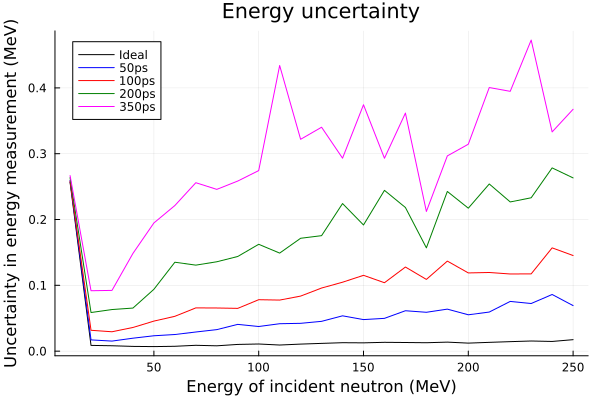 Energy uncertainty
Uncertainty in energy measurement (MeV)
Ideal
50ps
100ps
200ps
350ps
0.4
0.3
0.2
0.1
0.0
50 100 150 200 250
Energy of incident neutron (MeV)